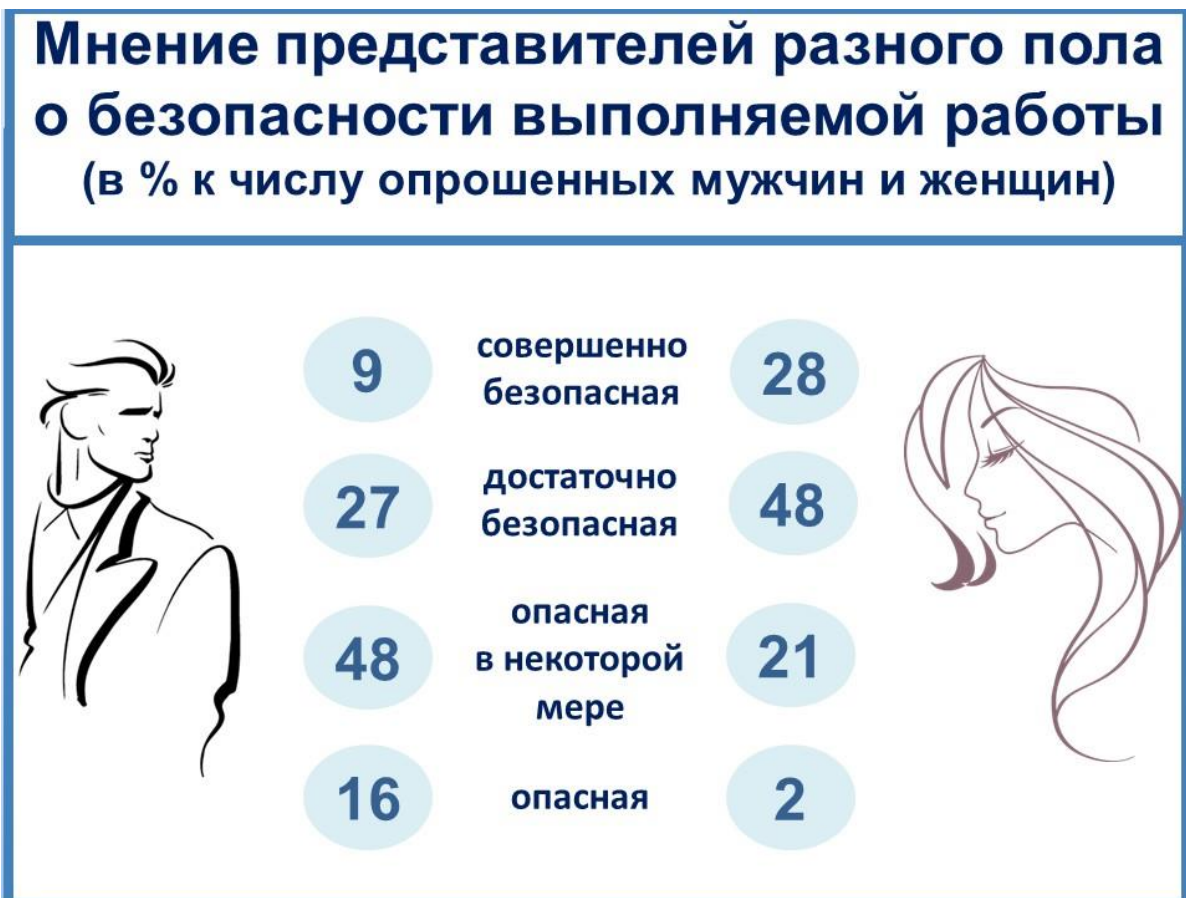 Мнение представителей разного пола
о безопасности выполняемой работы
(в % к числу опрошенных мужчин и женщин)
9 совершенно безопасная 28
27 достаточно безопасная 48
48 опасная в некоторой мере 21
16 опасная 2